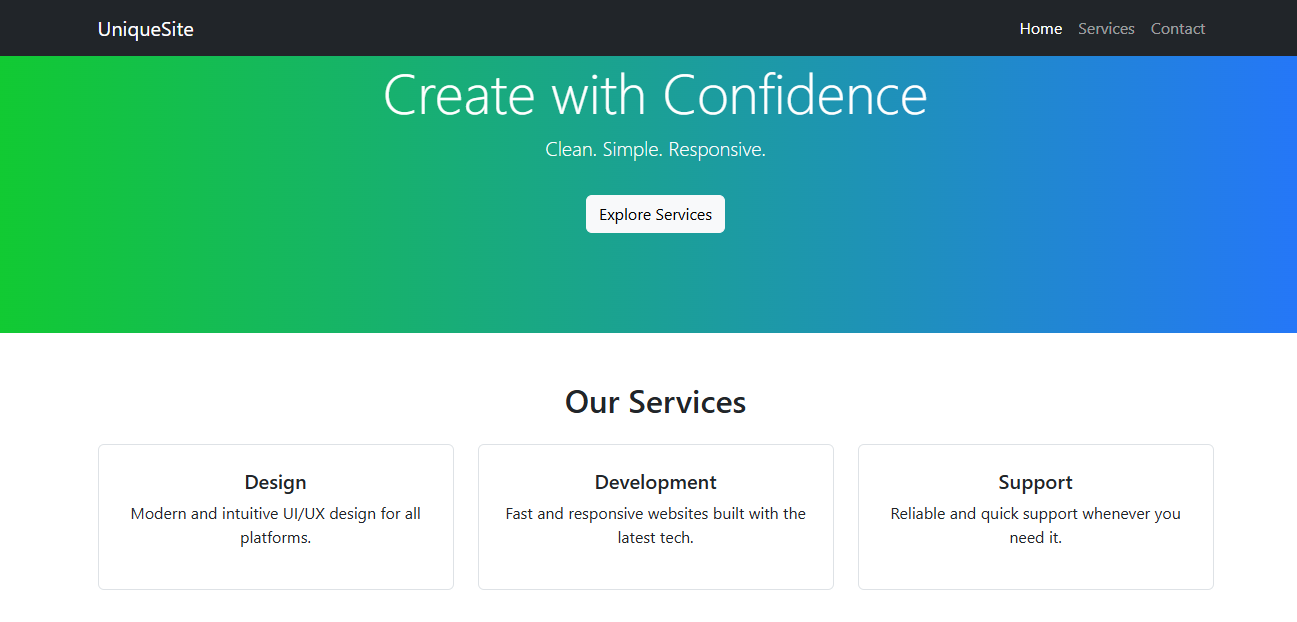 UniqueSite
Home Services Contact
Create with Confidence
Clean. Simple. Responsive.
Explore Services
Our Services
Design
Modern and intuitive UI/UX design for all
platforms.
Development
Fast and responsive websites built with the
latest tech.
Support
Reliable and quick support whenever you
need it.